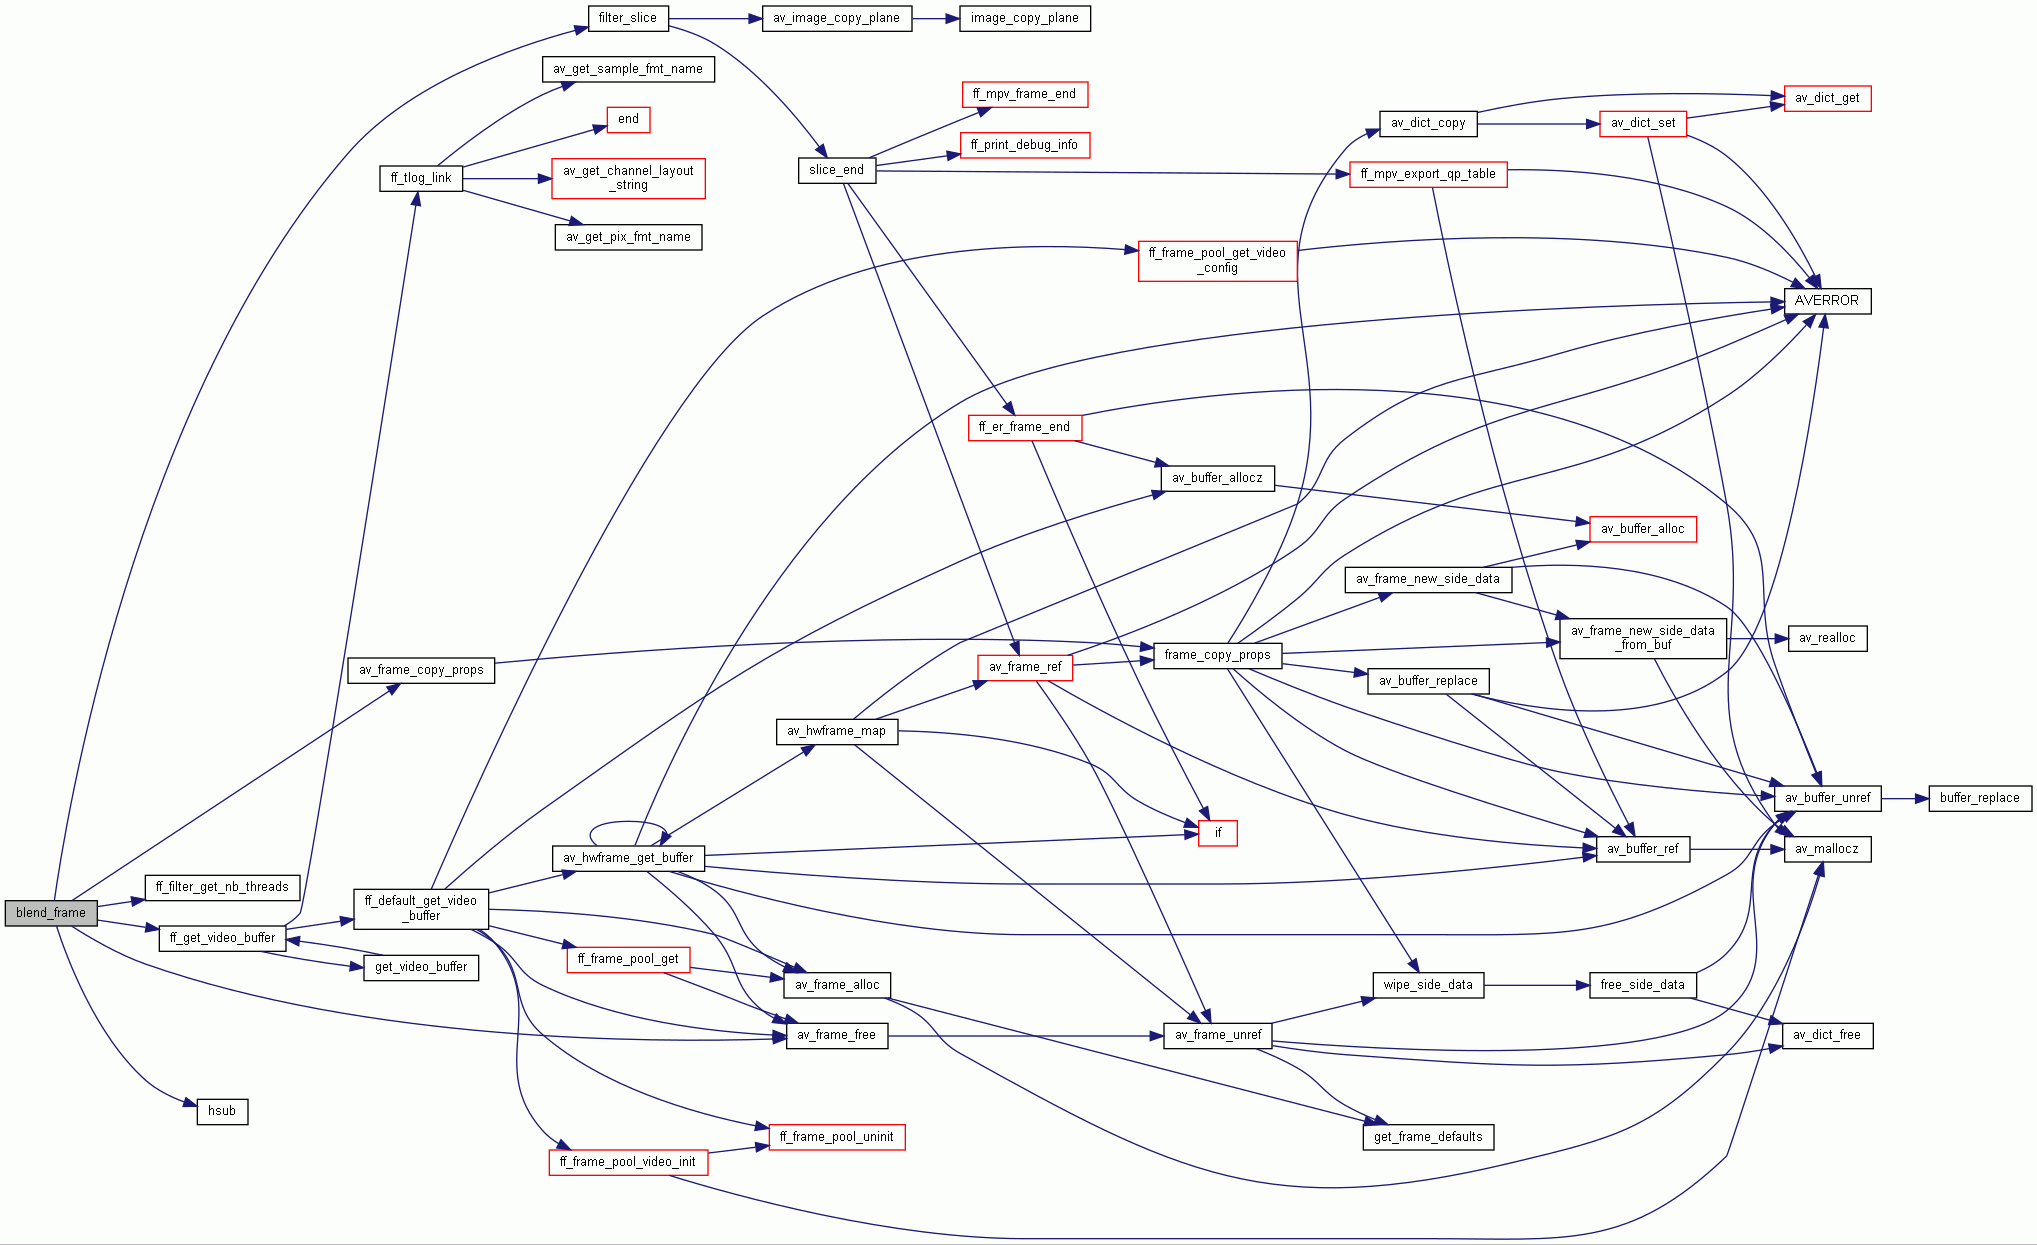 filter_slice
av_image_copy_plane
image_copy_plane
av_get_sample_fmt_name
ff_mpv_frame_end
av_dict_get
end
av_dict_copy
av_dict_set
ff_print_debug_info
slice_end
ff_tlog_link
av_get_channel_layout
_string
ff_mpv_export_qp_table
av_get_pix_fmt_name
ff_frame_pool_get_video
_config
AVERROR
ff_er_frame_end
av_buffer_allocz
av_buffer_alloc
av_frame_new_side_data
av_frame_new_side_data
_from_buf
av_realloc
av_frame_copy_props
av_frame_ref
frame_copy_props
av_buffer_replace
av_hwframe_map
av_buffer_unref
buffer_replace
if
av_hwframe_get_buffer
av_buffer_ref
av_mallocz
ff_filter_get_nb_threads
blend_frame
ff_default_get_video
_buffer
ff_get_video_buffer
get_video_buffer
ff_frame_pool_get
av_frame_alloc
wipe_side_data
free_side_data
av_frame_free
av_frame_unref
av_dict_free
hsub
ff_frame_pool_uninit
get_frame_defaults
ff_frame_pool_video_init